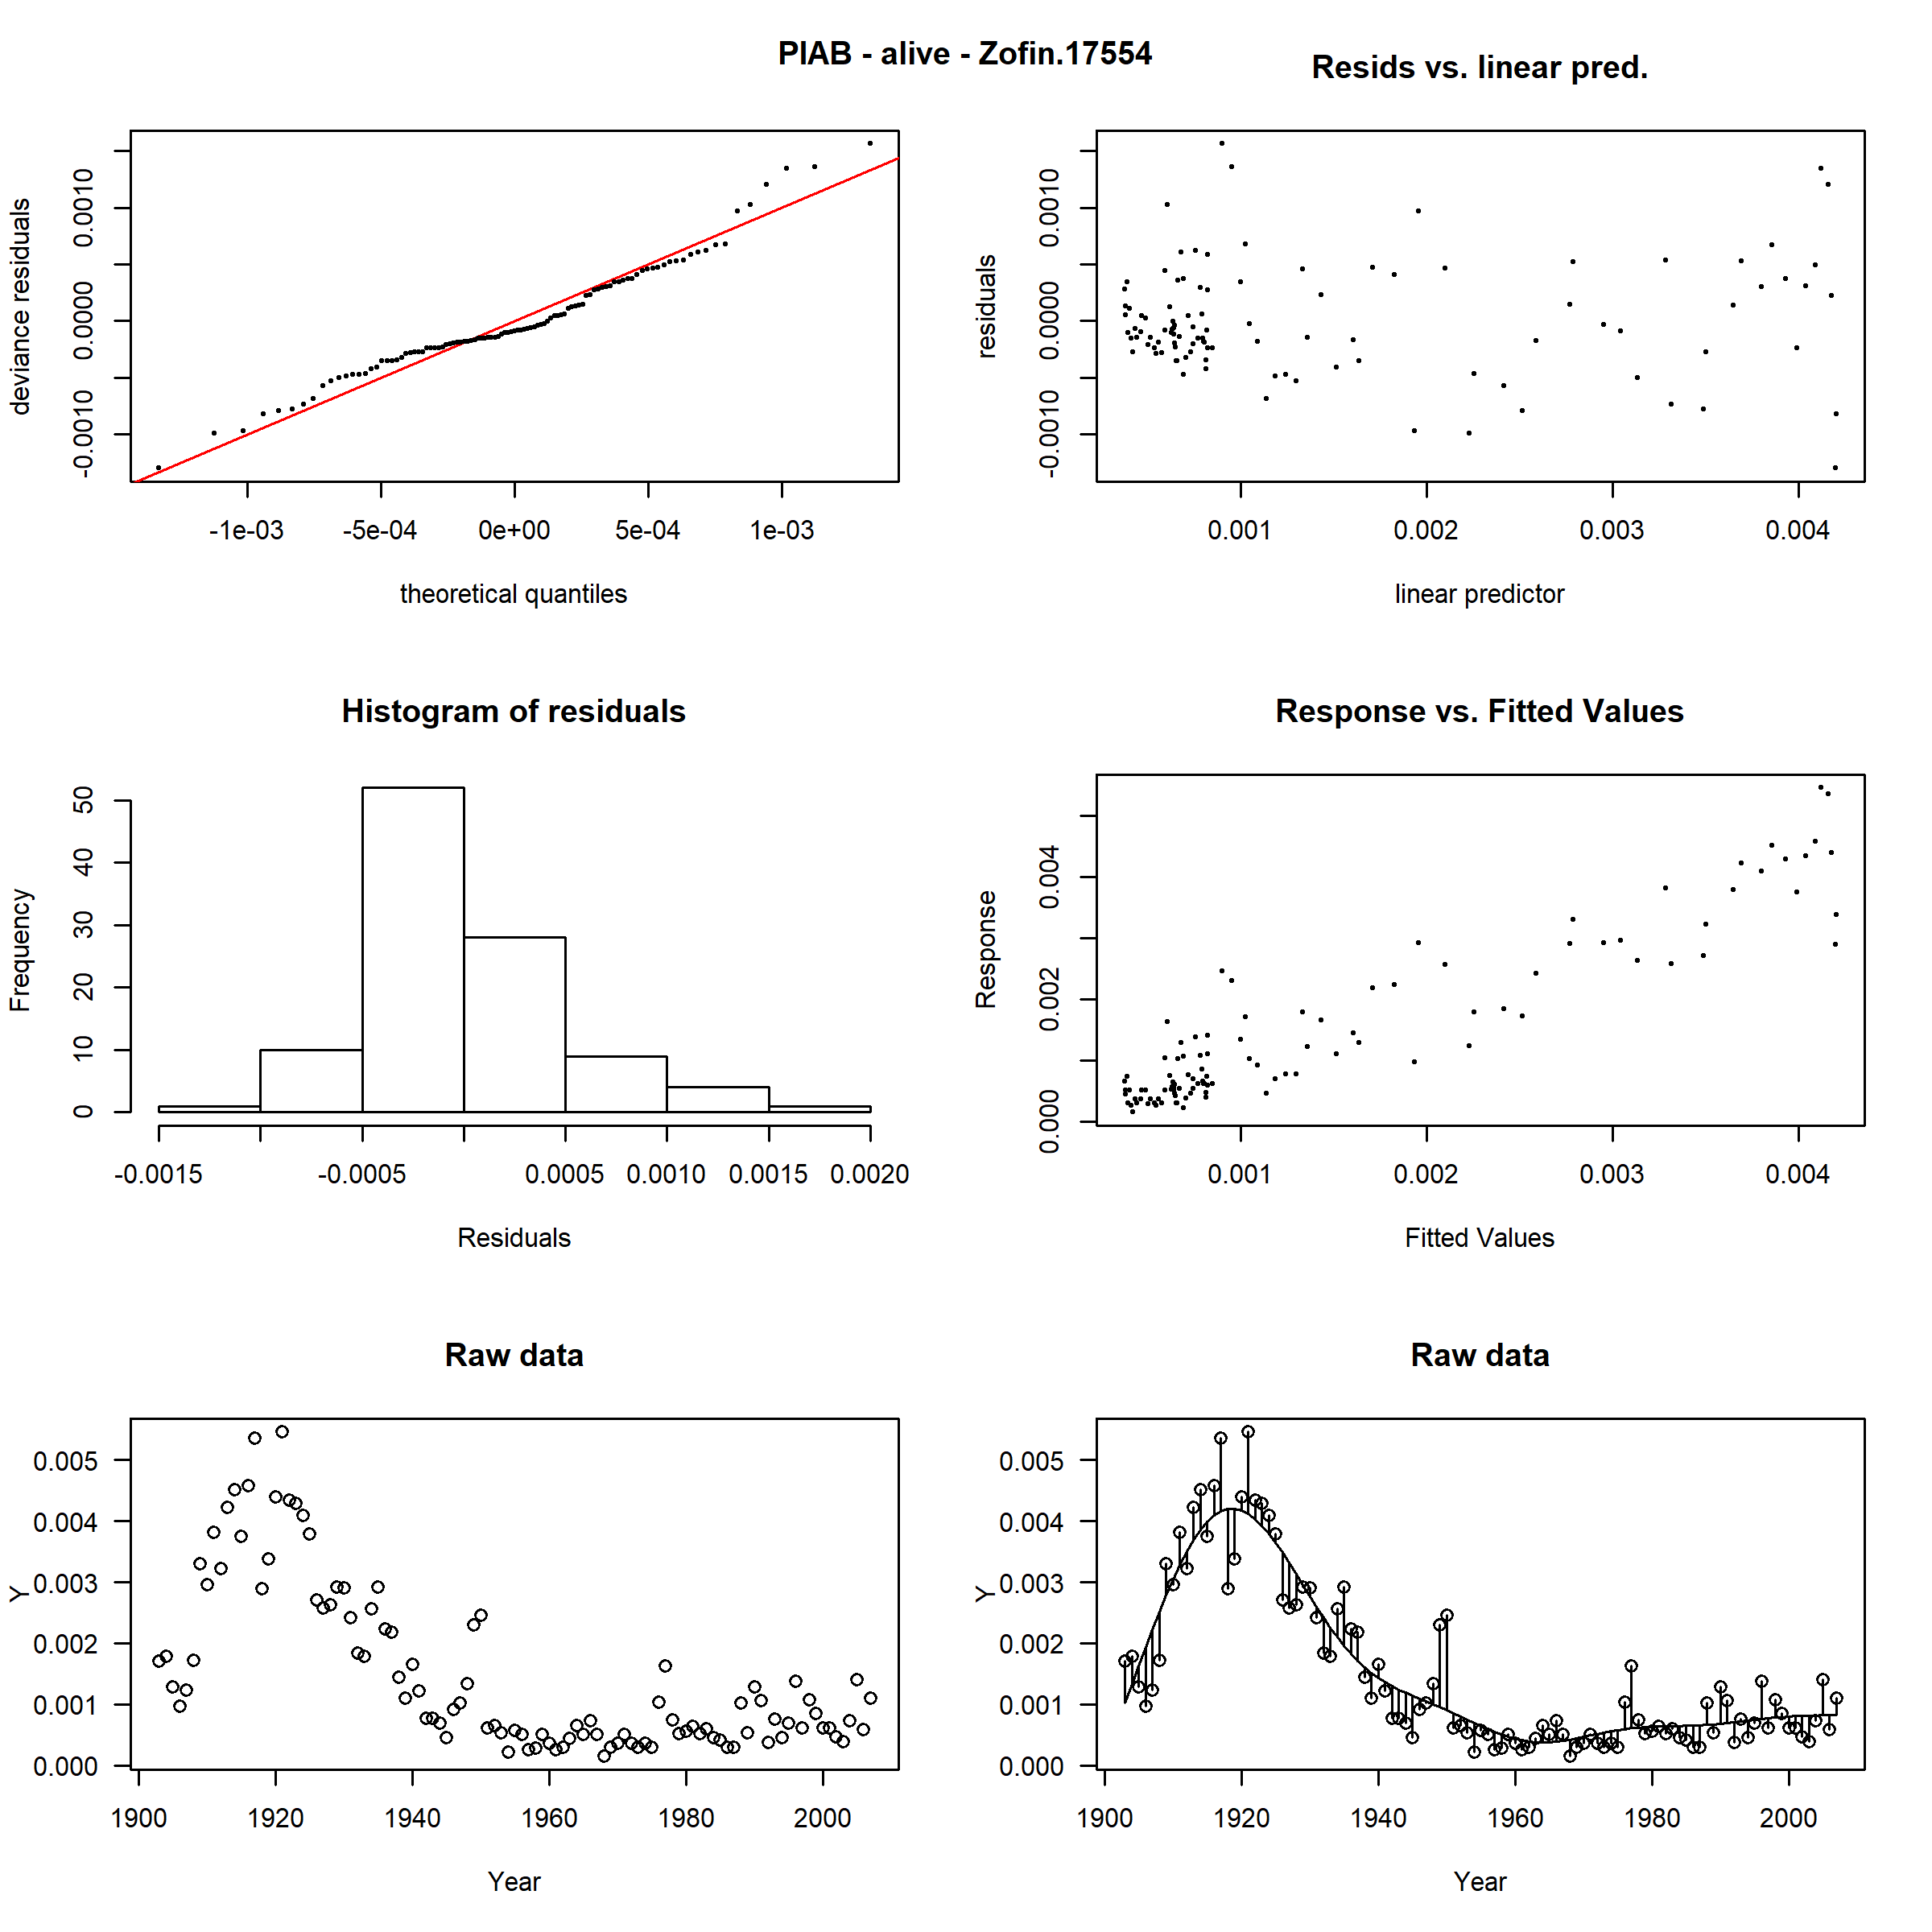 PIAB - alive - Zofin.17554
deviance residuals
0.0010
0.0000
-0.0010
-1e-03 -5e-04 0e+00 5e-04 1e-03
theoretical quantiles
Resids vs. linear pred.
residuals
0.0010
0.0000
-0.0010
0.001 0.002 0.003 0.004
linear predictor
Histogram of residuals
Frequency
50
40
30
20
10
0
-0.0015 -0.0005 0.0005 0.0010 0.0015 0.0020
Residuals
Response vs. Fitted Values
Response
0.004
0.002
0.000
0.001 0.002 0.003 0.004
Fitted Values
Raw data
Y
0.005
0.004
0.003
0.002
0.001
0.000
1900 1920 1940 1960 1980 2000
Year
Raw data
Y
0.005
0.004
0.003
0.002
0.001
0.000
1900 1920 1940 1960 1980 2000
Year